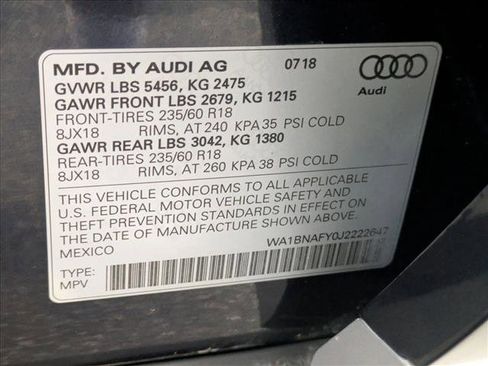 MFD. BY AUDI AG 07/18
GVWR LBS 5456, KG 2475
GAWR FRONT LBS 2679, KG 1215
FRONT-TIRES 235/60 R18
8JX18 RIMS, AT 240 KPA 35 PSI COLD
GAWR REAR LBS 3042, KG 1380
REAR-TIRES 235/60 R18
8JX18 RIMS, AT 260 KPA 38 PSI COLD
Audi
THIS VEHICLE CONFORMS TO ALL APPLICABLE
U.S. FEDERAL MOTOR VEHICLE SAFETY AND
THEFT PREVENTION STANDARDS IN EFFECT ON
THE DATE OF MANUFACTURE SHOWN ABOVE.
MEXICO
WA1BNAFY0J2222647
TYPE:
MPV